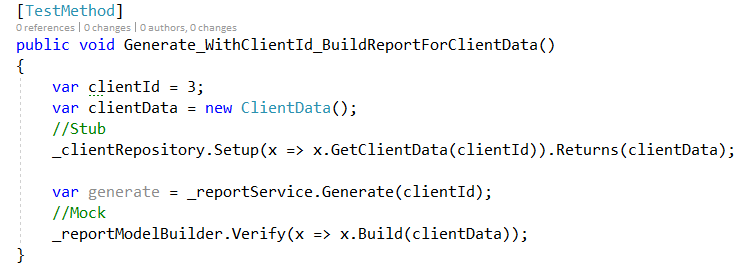 [TestMethod]
0 references | 0 changes | 0 authors, 0 changes
public void Generate_WithClientId_BuildReportForClientData()
{
var clientId = 3;
var clientData = new ClientData();
//Stub
_clientRepository.Setup(x => x.GetClientData(clientId)).Returns(clientData);
var generate = _reportService.Generate(clientId);
//Mock
_reportModelBuilder.Verify(x => x.Build(clientData));
}